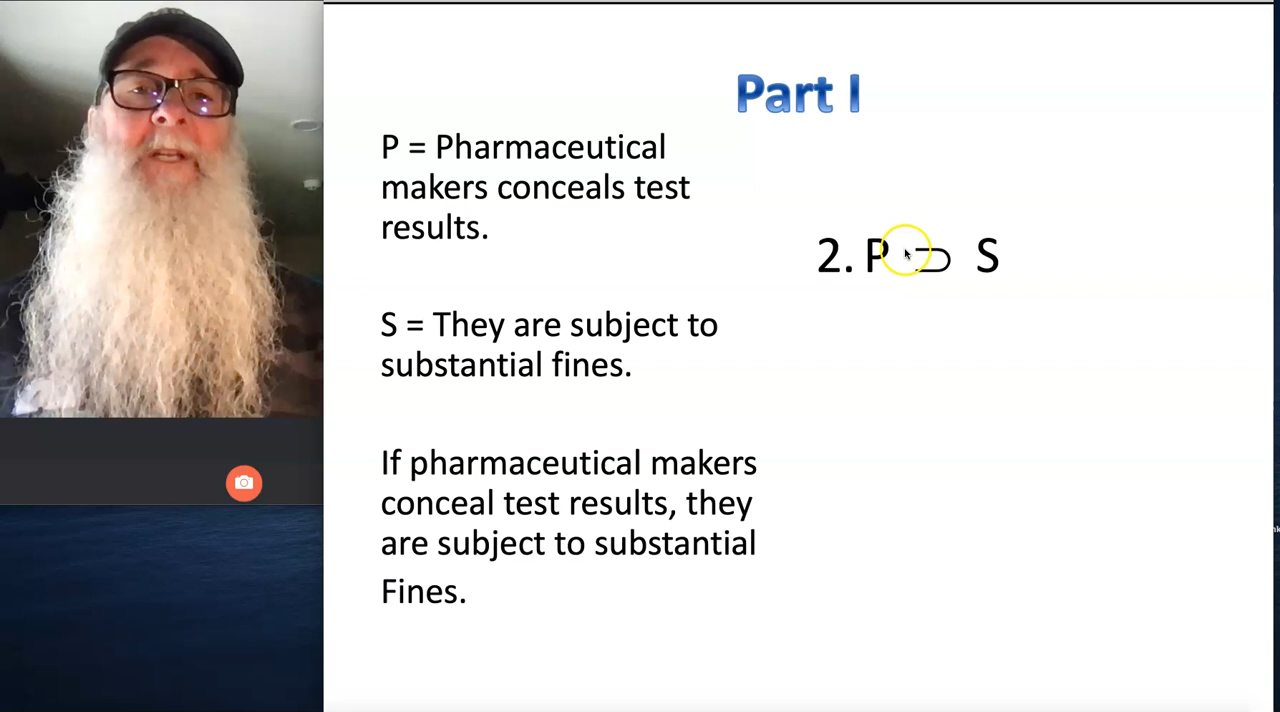 Part I
P = Pharmaceutical
makers conceals test
results.
2. P ⊃ S
S = They are subject to
substantial fines.
If pharmaceutical makers
conceal test results, they
are subject to substantial
Fines.